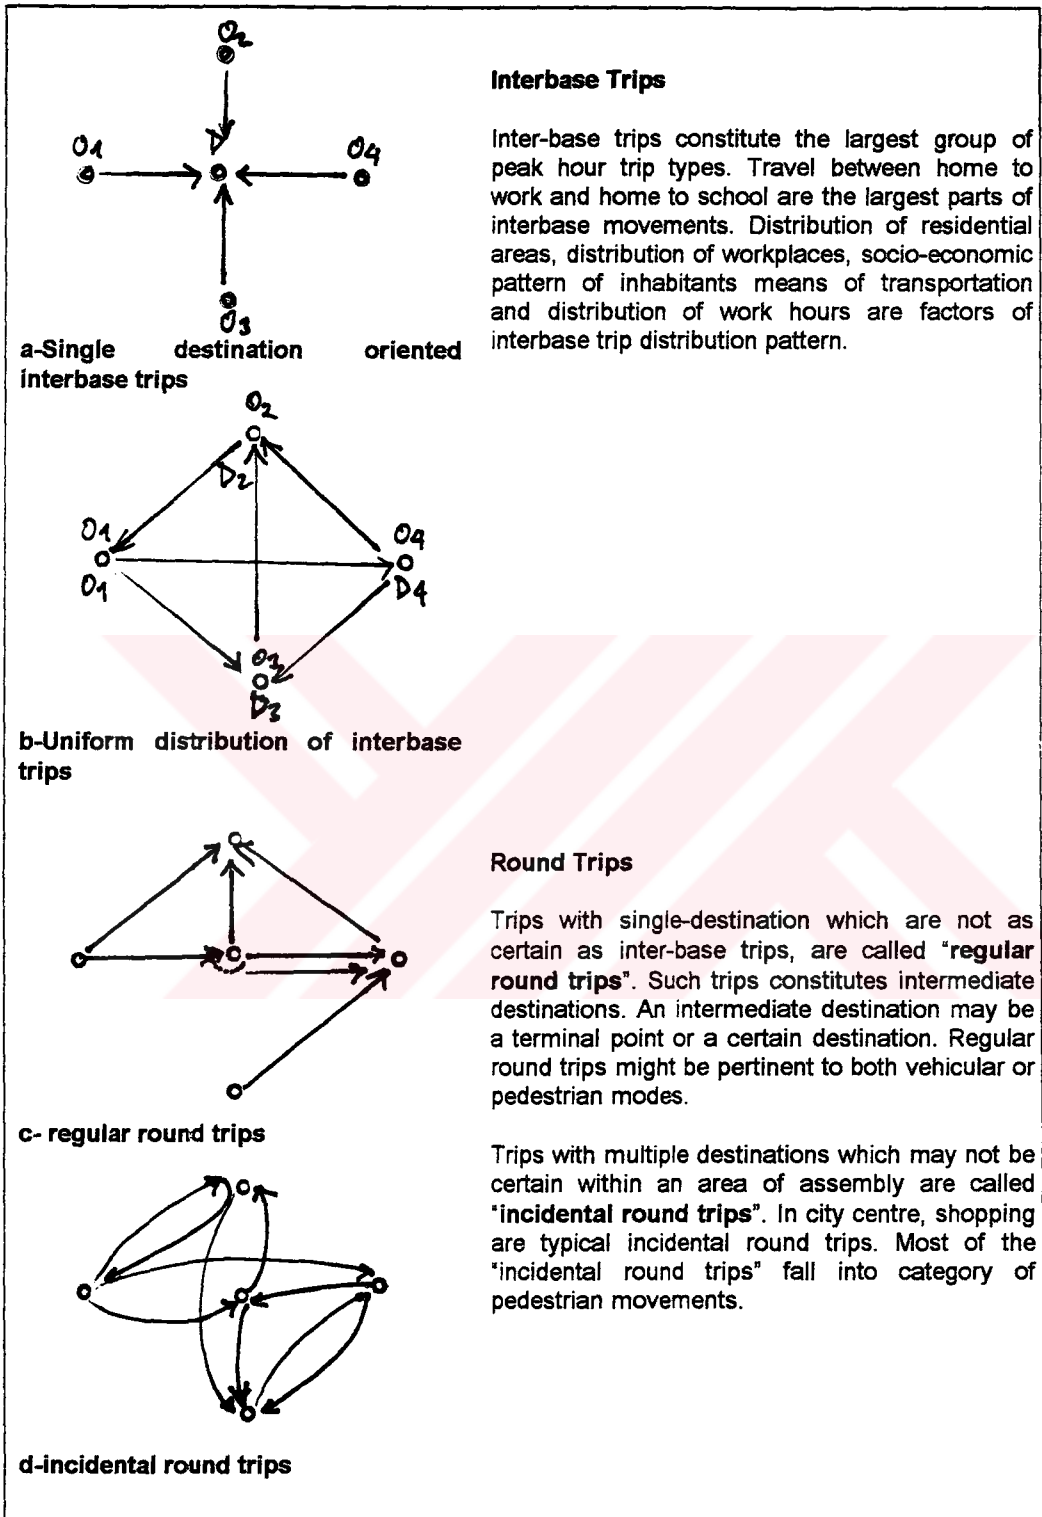 O2
D
O1
O4
O3
a-Single destination oriented
interbase trips
Interbase Trips
Inter-base trips constitute the largest group of
peak hour trip types. Travel between home to
work and home to school are the largest parts of
interbase movements. Distribution of residential
areas, distribution of workplaces, socio-economic
pattern of inhabitants means of transportation
and distribution of work hours are factors of
interbase trip distribution pattern.
O2
D2
O1
O4
O1
D4
O3
D3
b-Uniform distribution of interbase
trips
c- regular round trips
Round Trips
Trips with single-destination which are not as
certain as inter-base trips, are called "regular
round trips". Such trips constitutes intermediate
destinations. An intermediate destination may be
a terminal point or a certain destination. Regular
round trips might be pertinent to both vehicular or
pedestrian modes.
Trips with multiple destinations which may not be
certain within an area of assembly are called
"incidental round trips". In city centre, shopping
are typical incidental round trips. Most of the
"incidental round trips" fall into category of
pedestrian movements.
d-incidental round trips